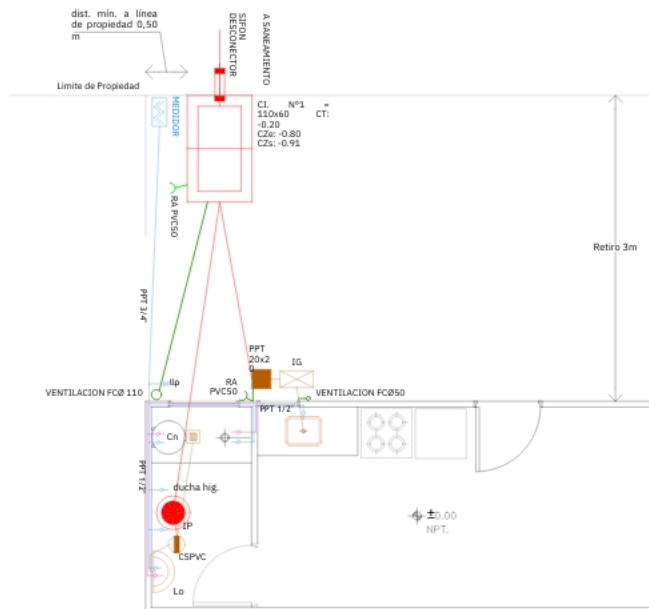 dist. min. a línea
de propiedad 0,50
m
SIFON
DESCONECTOR
A SANEAMIENTO
Limite de Propiedad
MEDIDOR
CI. Nº1 =
110x60 CT:
-0.20
CZe: -0.80
CZs: -0.91
RA PVC50
Retiro 3m
PPT 3/4"
PPT
20x2
0
IG
llp
RA
PVC50
VENTILACION FCØ 110
VENTILACION FCØ50
PPT 1/2"
Cn
PPT 1/2"
ducha hig.
IP
±0.00
NPT.
CSPVC
Lo